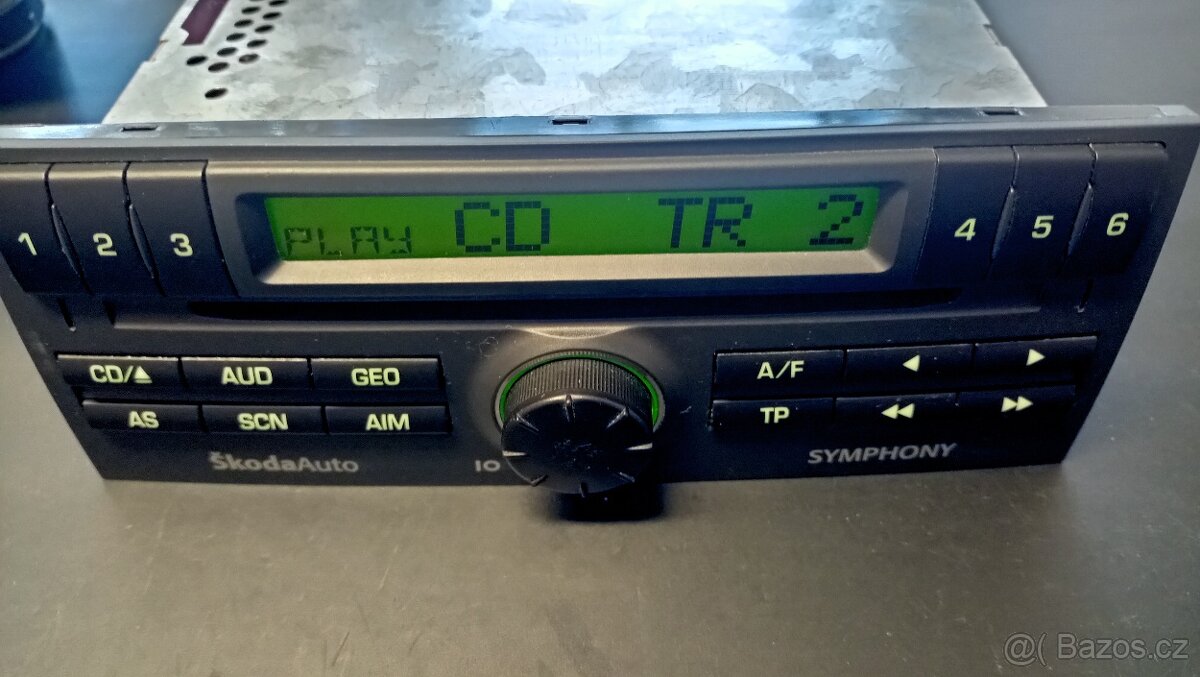 PLAY CD TR 2
1 2 3 4 5 6
CD/⏏ AUD GEO A/F ◀ ▶
AS SCN AIM TP ◀◀ ▶▶
ŠkodaAuto IO SYMPHONY
@( Bazos.cz